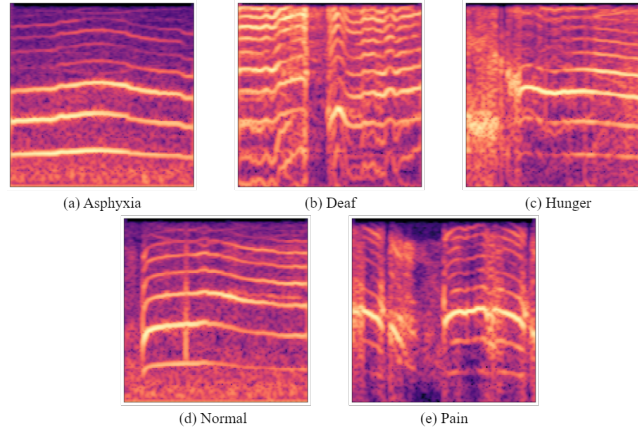 (a) Asphyxia
(b) Deaf
(c) Hunger
(d) Normal
(e) Pain